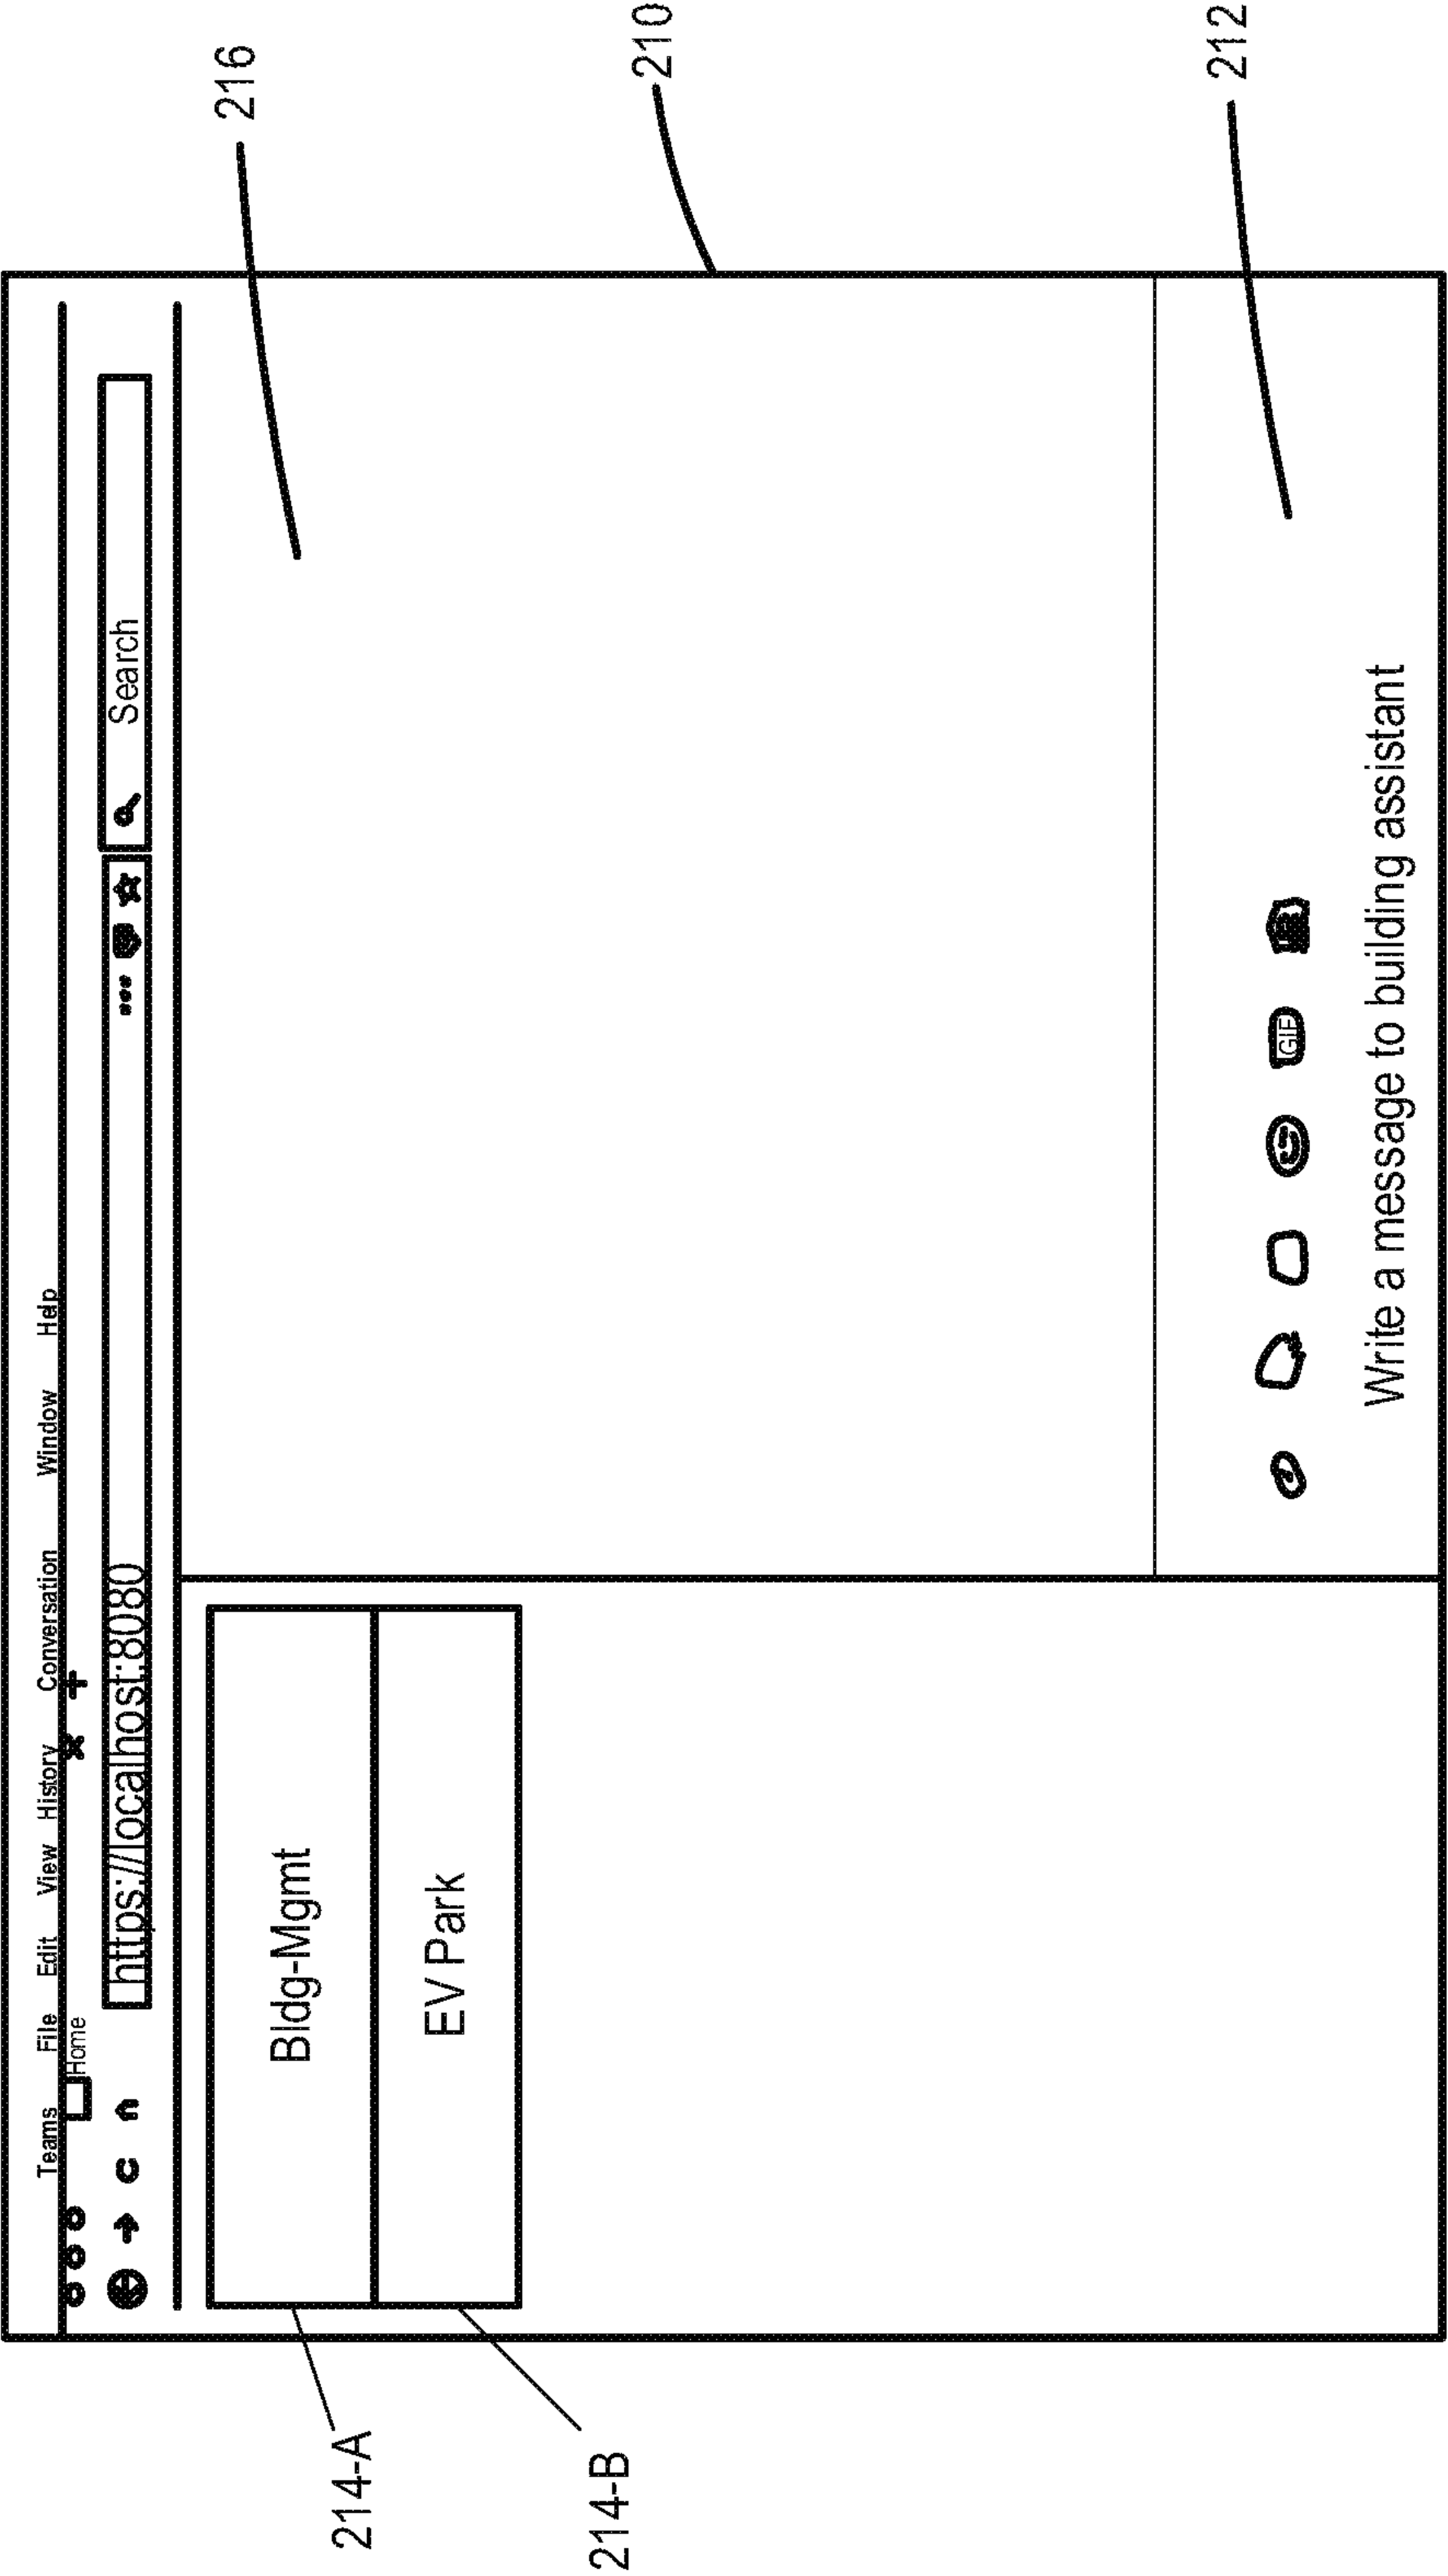 Teams File Edit View History Conversation Window Help
Home
https://localhost:8080 Search
216
214-A
Bldg-Mgmt
214-B
EV Park
210
GIF
212
Write a message to building assistant